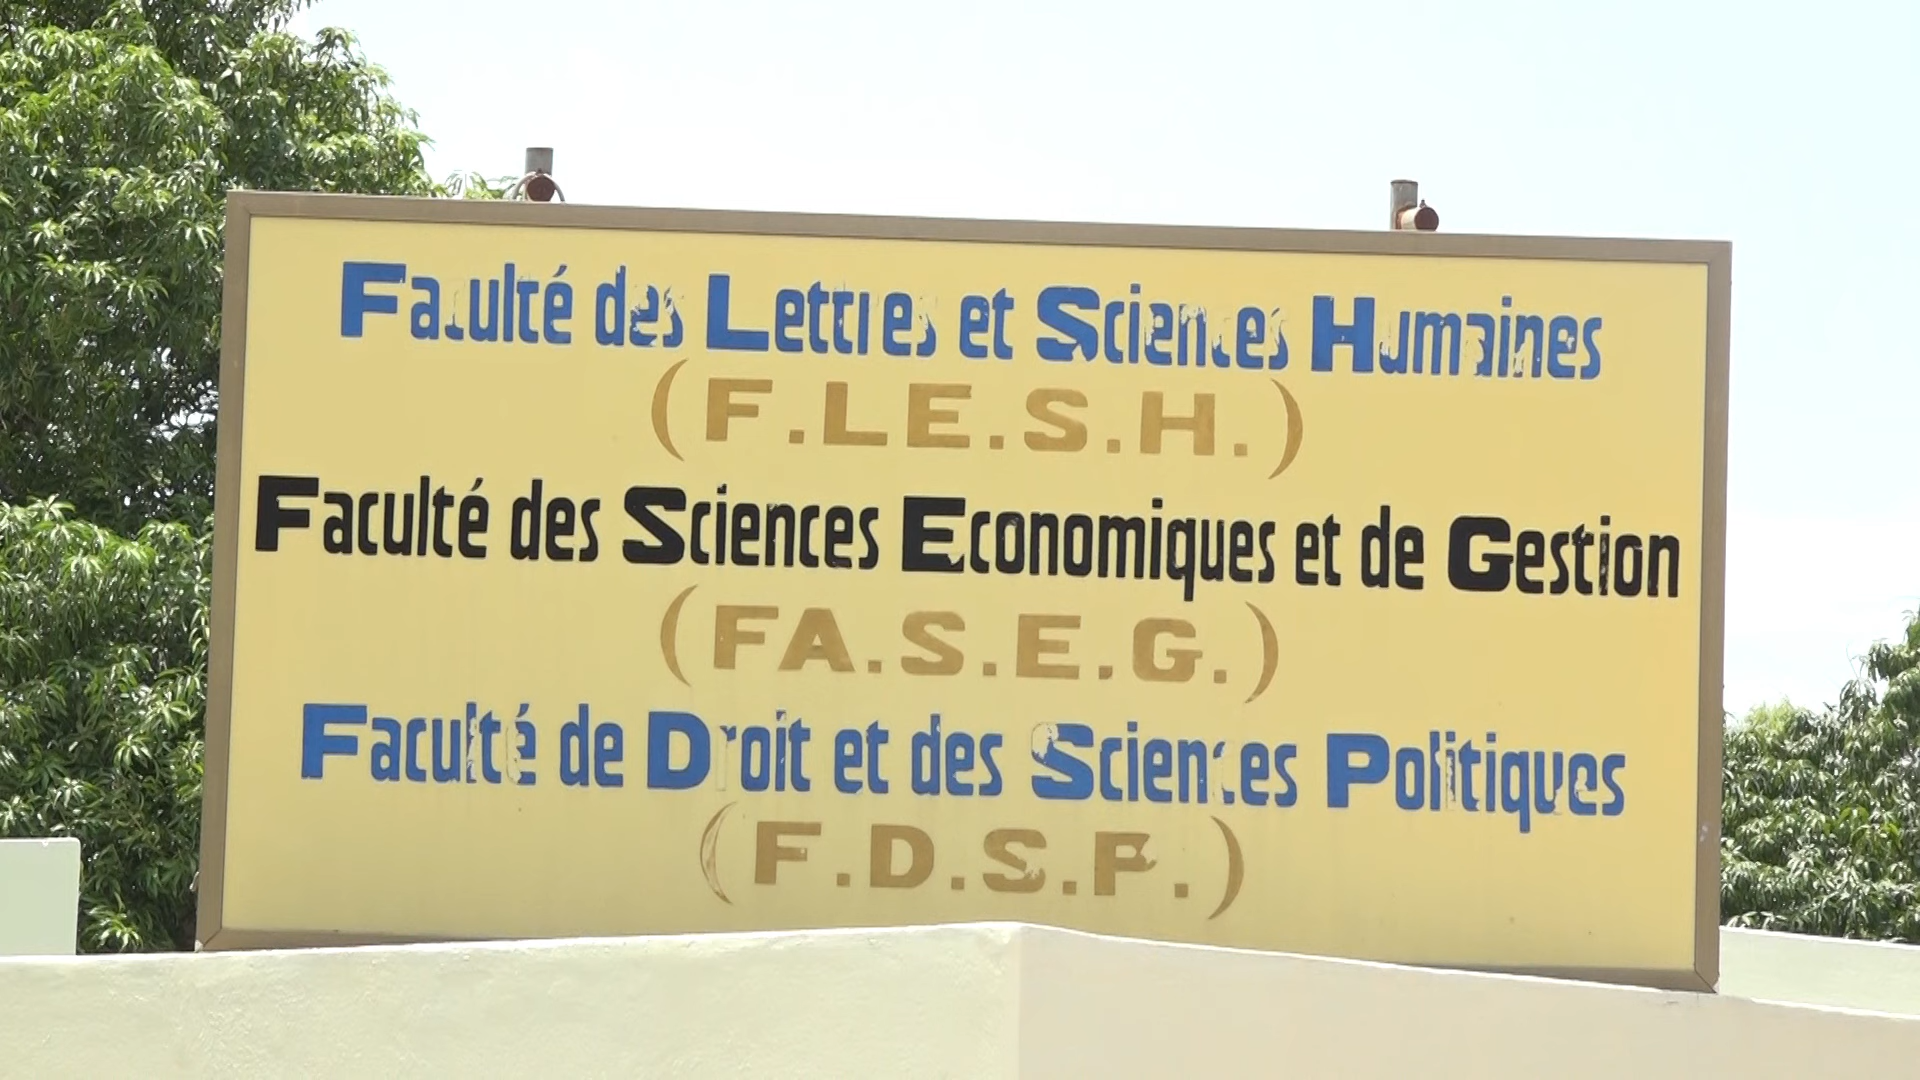 Faculté des Lettres et Sciences Humaines
(F.LE.S.H.)
Faculté des Sciences Economiques et de Gestion
(FA.S.E.G.)
Faculté de Droit et des Sciences Politiques
(F.D.S.P.)